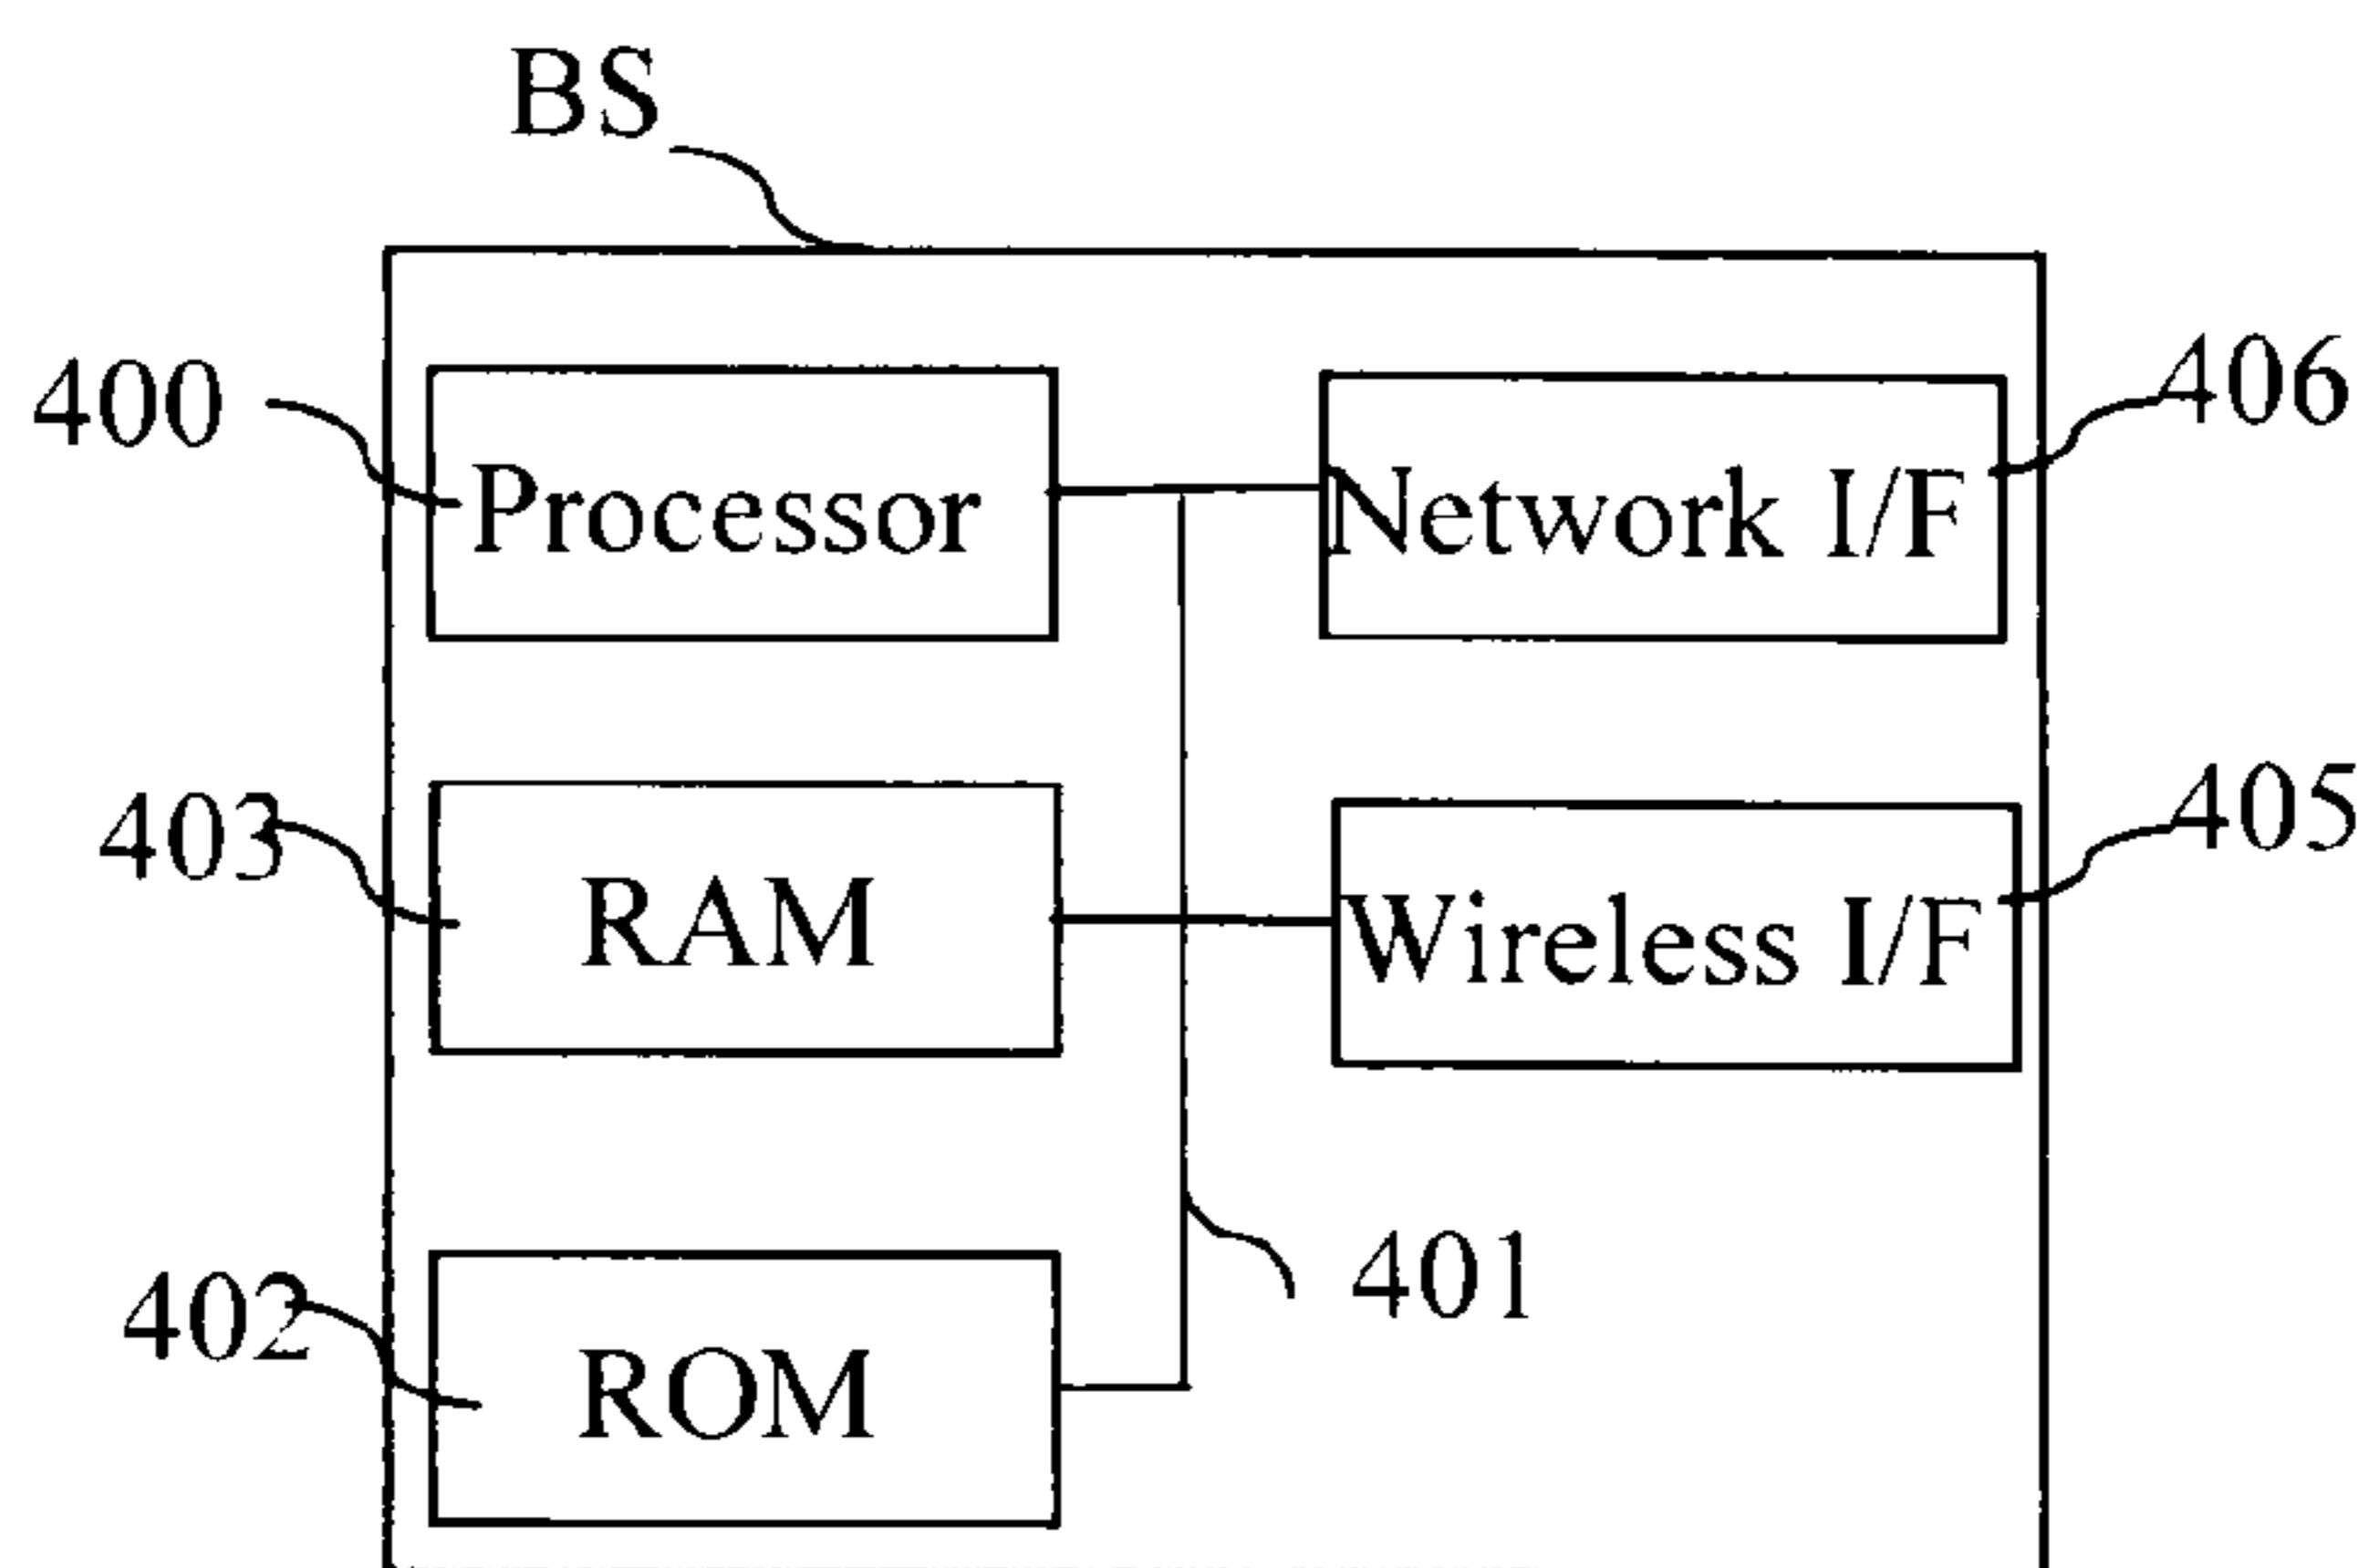 BS
400
Processor
Network I/F
406
403
RAM
Wireless I/F
405
402
ROM
401